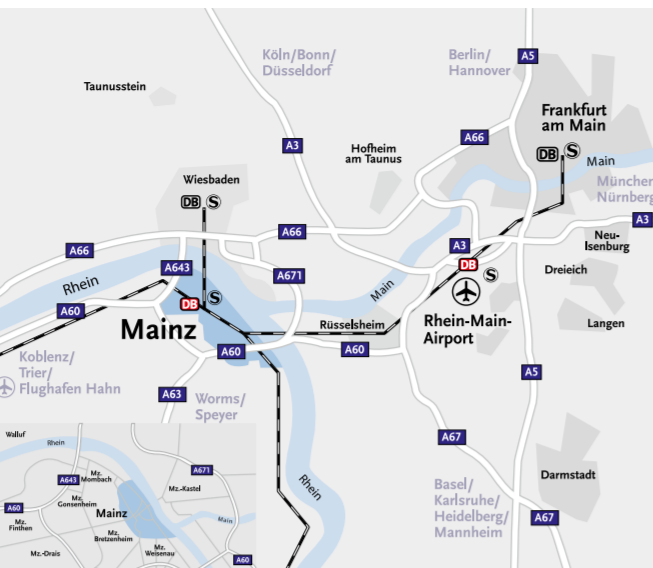 Köln/Bonn/
Düsseldorf
Berlin/
Hannover
A5
Taunusstein
Frankfurt
am Main
A66
A3
Hofheim
am Taunus
DB
S
Main
Wiesbaden
DB
S
München
Nürnberg
A66
A3
A66
A3
Neu-
Isenburg
A643
DB
Dreieich
A671
S
Rhein
Main
DB
S
A60
Rhein-Main-
Airport
Rüsselsheim
Langen
Mainz
A60
A60
Koblenz/
Trier/
Flughafen Hahn
A5
A63
Worms/
Speyer
A67
Walluf
Rhein
Mz.
Mombach
A643
A671
Mz.
Gonsenheim
Mz.-Kastel
Rhein
Basel/
Karlsruhe/
Heidelberg/
Mannheim
Darmstadt
A60
Mainz
Mz.
Finthen
Main
A67
Mz.
Bretzenheim
Mz.-Drais
Mz.
Weisenau
A60